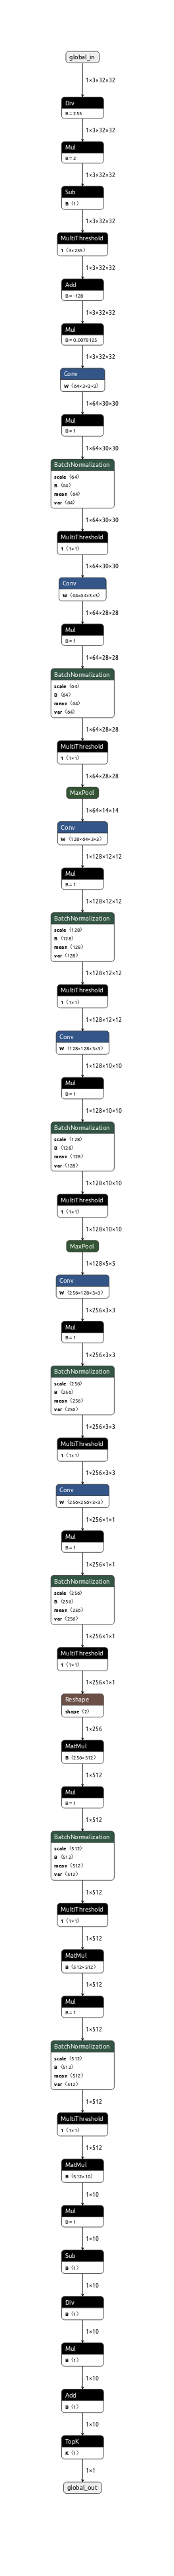 global_in
1×3×32×32
Div
B = 255
1×3×32×32
Mul
B = 2
1×3×32×32
Sub
B ⟨1⟩
1×3×32×32
MultiThreshold
1 ⟨3×255⟩
1×3×32×32
Add
B = -128
1×3×32×32
Mul
B = 0.0078125
1×3×32×32
Conv
W ⟨64×3×3×3⟩
1×64×30×30
Mul
B = 1
1×64×30×30
BatchNormalization
scale ⟨64⟩
B ⟨64⟩
mean ⟨64⟩
var ⟨64⟩
1×64×30×30
MultiThreshold
1 ⟨1×1⟩
1×64×30×30
Conv
W ⟨64×64×3×3⟩
1×64×28×28
Mul
B = 1
1×64×28×28
BatchNormalization
scale ⟨64⟩
B ⟨64⟩
mean ⟨64⟩
var ⟨64⟩
1×64×28×28
MultiThreshold
1 ⟨1×1⟩
1×64×28×28
MaxPool
1×64×14×14
Conv
W ⟨128×64×3×3⟩
1×128×12×12
Mul
B = 1
1×128×12×12
BatchNormalization
scale ⟨128⟩
B ⟨128⟩
mean ⟨128⟩
var ⟨128⟩
1×128×12×12
MultiThreshold
1 ⟨1×1⟩
1×128×12×12
Conv
W ⟨128×128×3×3⟩
1×128×10×10
Mul
B = 1
1×128×10×10
BatchNormalization
scale ⟨128⟩
B ⟨128⟩
mean ⟨128⟩
var ⟨128⟩
1×128×10×10
MultiThreshold
1 ⟨1×1⟩
1×128×10×10
MaxPool
1×128×5×5
Conv
W ⟨256×128×3×3⟩
1×256×3×3
Mul
B = 1
1×256×3×3
BatchNormalization
scale ⟨256⟩
B ⟨256⟩
mean ⟨256⟩
var ⟨256⟩
1×256×3×3
MultiThreshold
1 ⟨1×1⟩
1×256×3×3
Conv
W ⟨256×256×3×3⟩
1×256×1×1
Mul
B = 1
1×256×1×1
BatchNormalization
scale ⟨256⟩
B ⟨256⟩
mean ⟨256⟩
var ⟨256⟩
1×256×1×1
MultiThreshold
1 ⟨1×1⟩
1×256×1×1
Reshape
shape ⟨2⟩
1×256
MatMul
B ⟨256×512⟩
1×512
Mul
B = 1
1×512
BatchNormalization
scale ⟨512⟩
B ⟨512⟩
mean ⟨512⟩
var ⟨512⟩
1×512
MultiThreshold
1 ⟨1×1⟩
1×512
MatMul
B ⟨512×512⟩
1×512
Mul
B = 1
1×512
BatchNormalization
scale ⟨512⟩
B ⟨512⟩
mean ⟨512⟩
var ⟨512⟩
1×512
MultiThreshold
1 ⟨1×1⟩
1×512
MatMul
B ⟨512×10⟩
1×10
Mul
B = 1
1×10
Sub
B ⟨1⟩
1×10
Div
B ⟨1⟩
1×10
Mul
B ⟨1⟩
1×10
Add
B ⟨1⟩
1×10
TopK
K ⟨1⟩
1×1
global_out